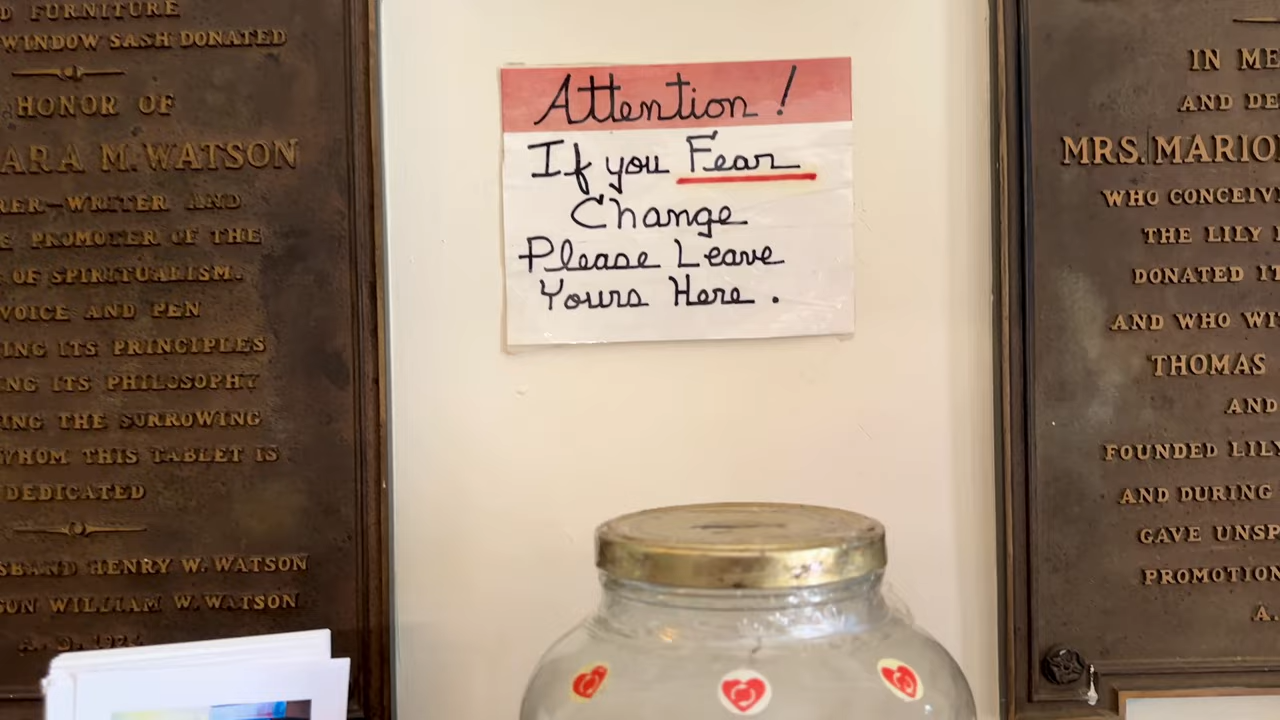 FURNITURE
WINDOW SASH DONATED
HONOR OF
ARA M. WATSON
RER—WRITER AND
PROMOTER OF THE
OF SPIRITUALISM.
VOICE AND PEN
ING ITS PRINCIPLES
NG ITS PHILOSOPHY
ING THE SORROWING
WHOM THIS TABLET IS
DEDICATED
SBAND HENRY W. WATSON
SON WILLIAM W. WATSON
Attention!
If you Fear
Change
Please Leave
Yours Here.
IN ME
AND DE
MRS. MARIO
WHO CONCEIV
THE LILY
DONATED IT
AND WHO WI
THOMAS
AND
FOUNDED LILY
AND DURING
GAVE UNSP
PROMOTION
A.